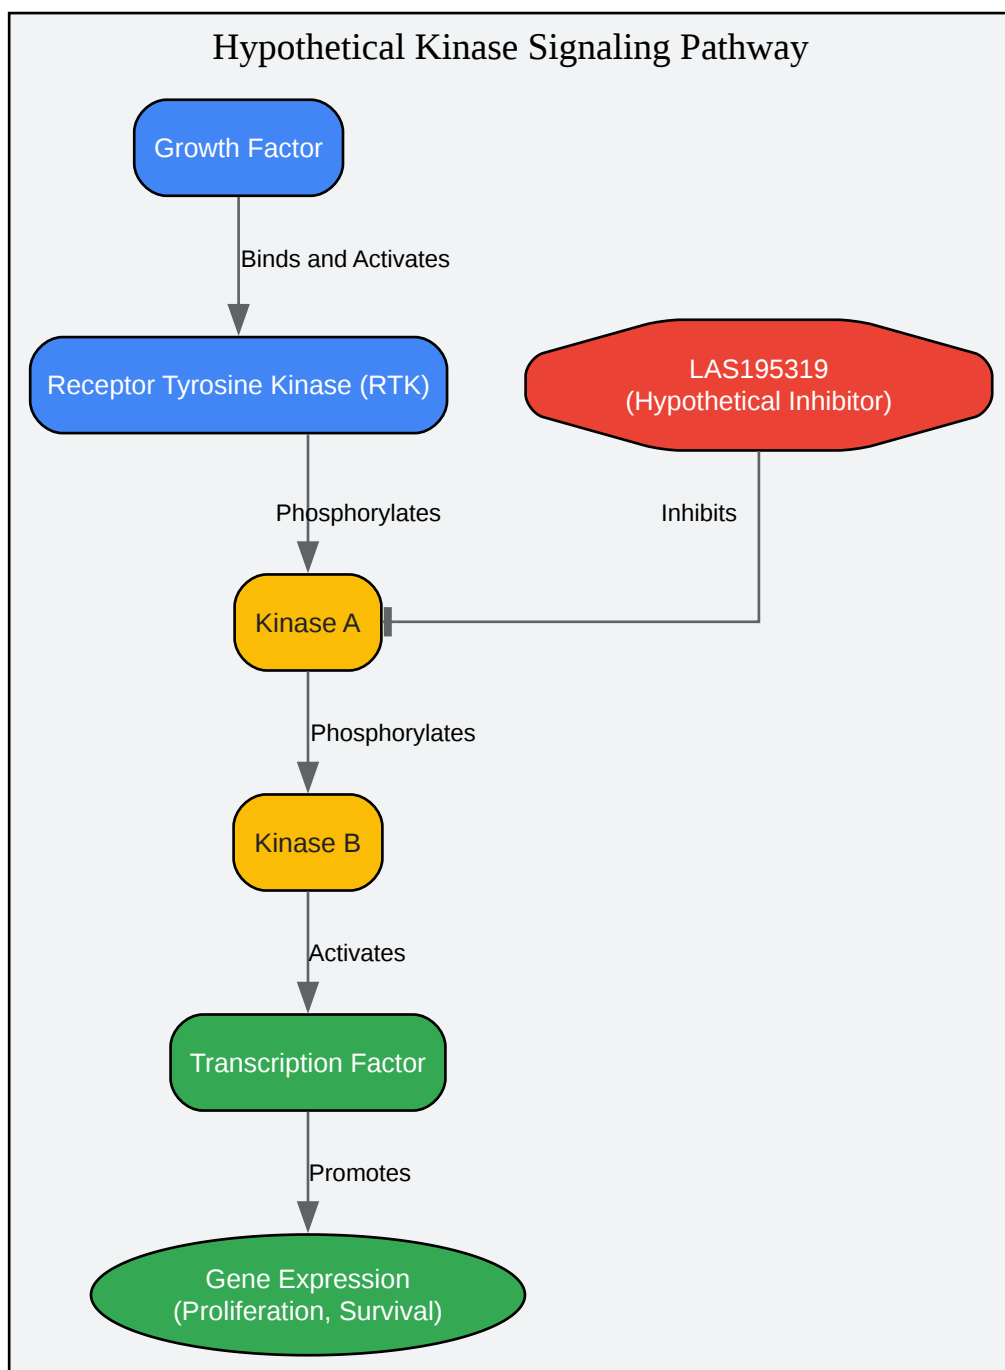 Hypothetical Kinase Signaling Pathway
Growth Factor
Binds and Activates
Receptor Tyrosine Kinase (RTK)
LAS195319
(Hypothetical Inhibitor)
Phosphorylates
Inhibits
Kinase A
Phosphorylates
Kinase B
Activates
Transcription Factor
Promotes
Gene Expression
(Proliferation, Survival)